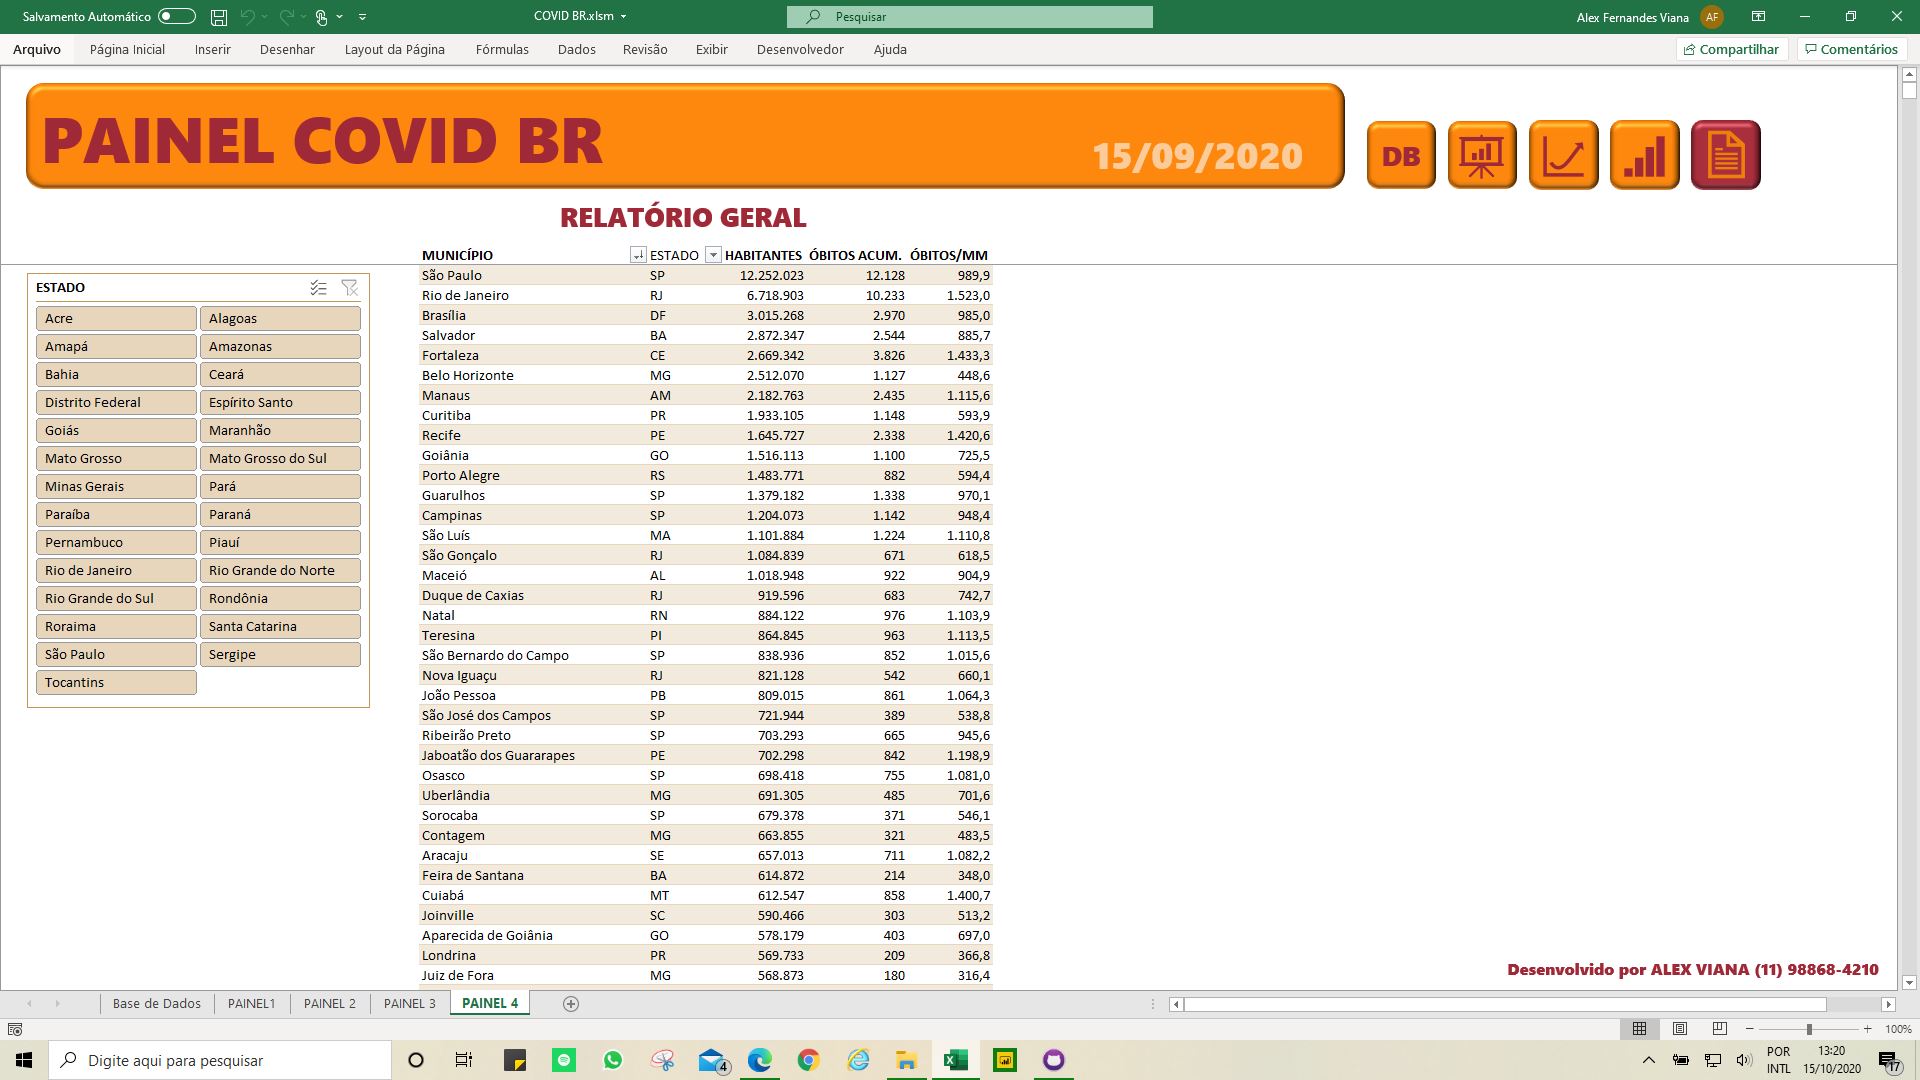 Salvamento Automático
COVID BR.xlsm
Pesquisar
Alex Fernandes Viana
AF
Arquivo Página Inicial Inserir Desenhar Layout da Página Fórmulas Dados Revisão Exibir Desenvolvedor Ajuda
Compartilhar Comentários
PAINEL COVID BR
15/09/2020
DB
RELATÓRIO GERAL
MUNICÍPIO ESTADO HABITANTES ÓBITOS ACUM. ÓBITOS/MM
São Paulo SP 12.252.023 12.128 989,9
Rio de Janeiro RJ 6.718.903 10.233 1.523,0
Brasília DF 3.015.268 2.970 985,0
Salvador BA 2.872.347 2.544 885,7
Fortaleza CE 2.669.342 3.826 1.433,3
Belo Horizonte MG 2.512.070 1.127 448,6
Manaus AM 2.182.763 2.435 1.115,6
Curitiba PR 1.933.105 1.148 593,9
Recife PE 1.645.727 2.338 1.420,6
Goiânia GO 1.516.113 1.100 725,5
Porto Alegre RS 1.483.771 882 594,4
Guarulhos SP 1.379.182 1.338 970,1
Campinas SP 1.204.073 1.142 948,4
São Luís MA 1.101.884 1.224 1.110,8
São Gonçalo RJ 1.084.839 671 618,5
Maceió AL 1.018.948 922 904,9
Duque de Caxias RJ 919.596 683 742,7
Natal RN 884.122 976 1.103,9
Teresina PI 864.845 963 1.113,5
São Bernardo do Campo SP 838.936 852 1.015,6
Nova Iguaçu RJ 821.128 542 660,1
João Pessoa PB 809.015 861 1.064,3
São José dos Campos SP 721.944 389 538,8
Ribeirão Preto SP 703.293 665 945,6
Jaboatão dos Guararapes PE 702.298 842 1.198,9
Osasco SP 698.418 755 1.081,0
Uberlândia MG 691.305 485 701,6
Sorocaba SP 679.378 371 546,1
Contagem MG 663.855 321 483,5
Aracaju SE 657.013 711 1.082,2
Feira de Santana BA 614.872 214 348,0
Cuiabá MT 612.547 858 1.400,7
Joinville SC 590.466 303 513,2
Aparecida de Goiânia GO 578.179 403 697,0
Londrina PR 569.733 209 366,8
Juiz de Fora MG 568.873 180 316,4
ESTADO
Acre Alagoas
Amapá Amazonas
Bahia Ceará
Distrito Federal Espírito Santo
Goiás Maranhão
Mato Grosso Mato Grosso do Sul
Minas Gerais Pará
Paraíba Paraná
Pernambuco Piauí
Rio de Janeiro Rio Grande do Norte
Rio Grande do Sul Rondônia
Roraima Santa Catarina
São Paulo Sergipe
Tocantins
Desenvolvido por ALEX VIANA (11) 98868-4210
Base de Dados PAINEL1 PAINEL 2 PAINEL 3 PAINEL 4
100%
Digite aqui para pesquisar
4
POR
INTL
13:20
15/10/2020
17